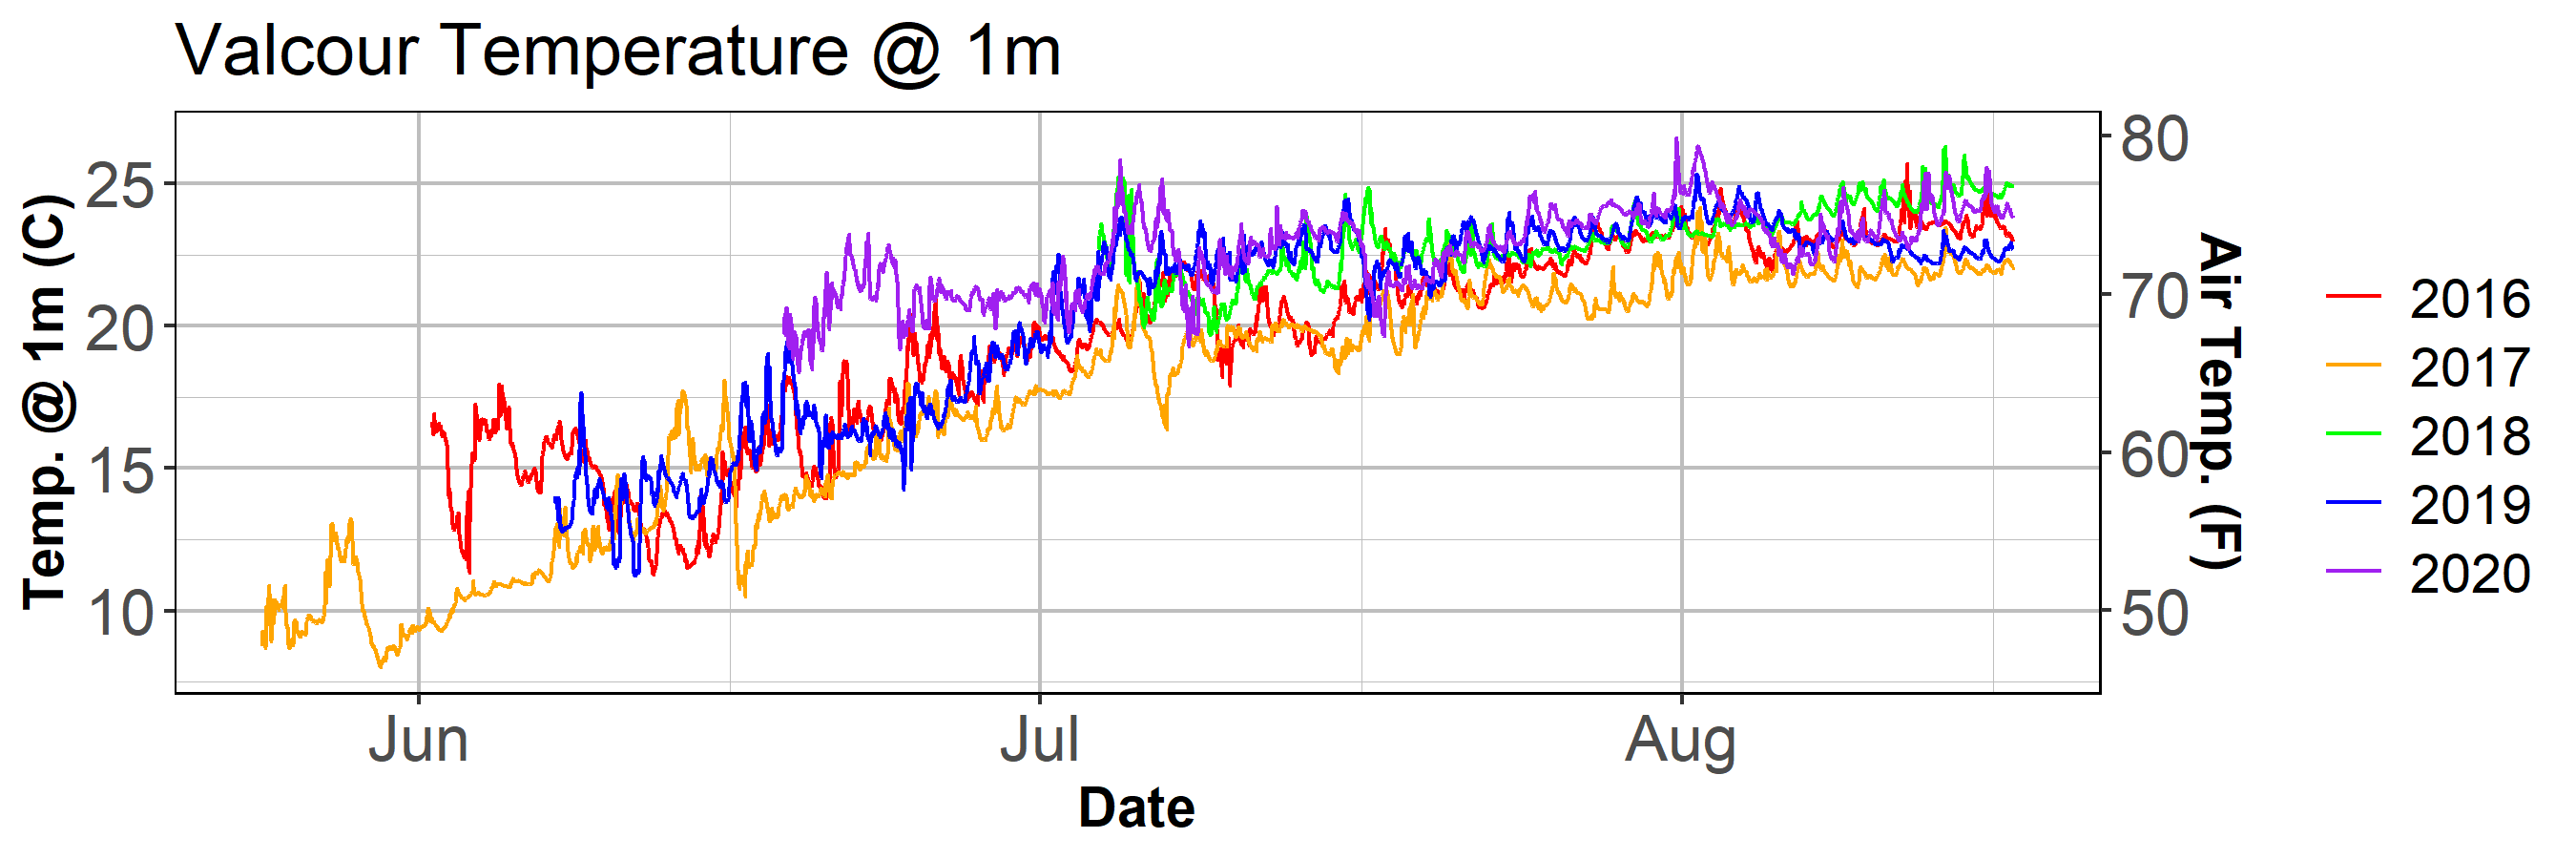 Valcour Temperature @ 1m
Temp. @ 1m (C)
25
20
15
10
80
70
60
50
Air Temp. (F)
Jun
Jul
Aug
Date
2016
2017
2018
2019
2020